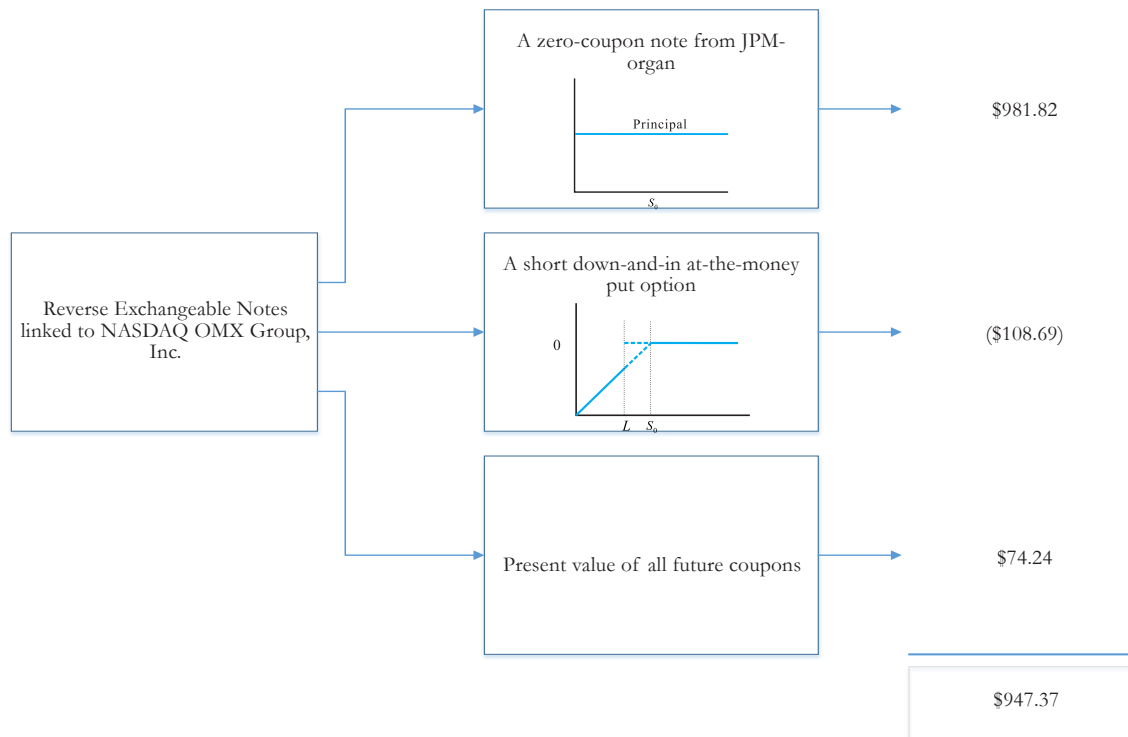 A zero-coupon note from JPM-
organ
Principal
S₀
$981.82
Reverse Exchangeable Notes
linked to NASDAQ OMX Group,
Inc.
A short down-and-in at-the-money
put option
0
L S₀
($108.69)
Present value of all future coupons
$74.24
$947.37